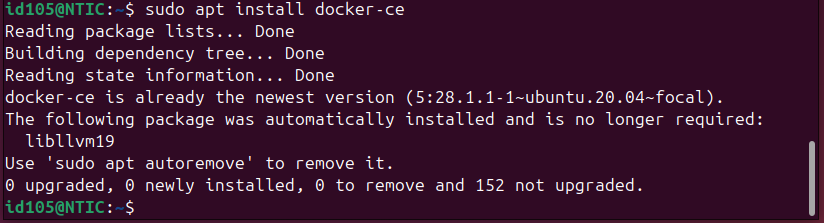 id105@NTIC:~$ sudo apt install docker-ce
Reading package lists... Done
Building dependency tree... Done
Reading state information... Done
docker-ce is already the newest version (5:28.1.1-1~ubuntu.20.04~focal).
The following package was automatically installed and is no longer required:
  libllvm19
Use 'sudo apt autoremove' to remove it.
0 upgraded, 0 newly installed, 0 to remove and 152 not upgraded.
id105@NTIC:~$